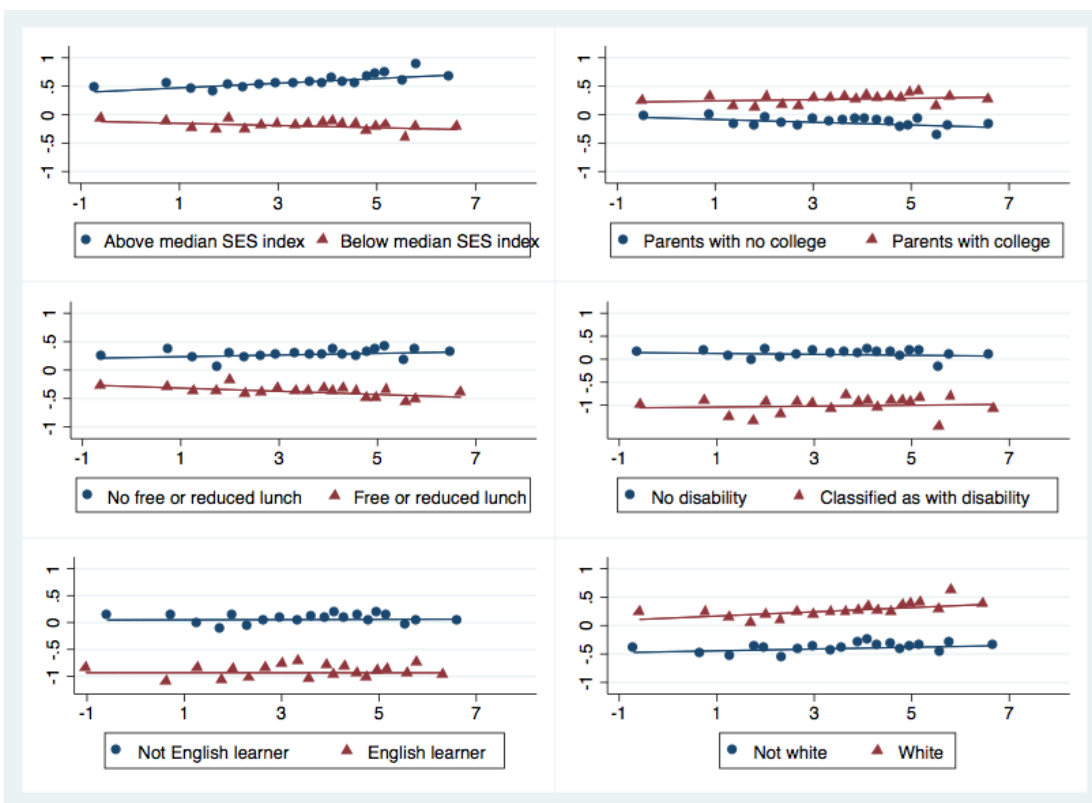 1
.5
0
-.5
-1
-1 1 3 5 7
Above median SES index Below median SES index
1
.5
0
-.5
-1
-1 1 3 5 7
Parents with no college Parents with college
1
.5
0
-.5
-1
-1 1 3 5 7
No free or reduced lunch Free or reduced lunch
1
.5
0
-.5
-1
-1 1 3 5 7
No disability Classified as with disability
1
.5
0
-.5
-1
-1 1 3 5 7
Not English learner English learner
1
.5
0
-.5
-1
-1 1 3 5 7
Not white White